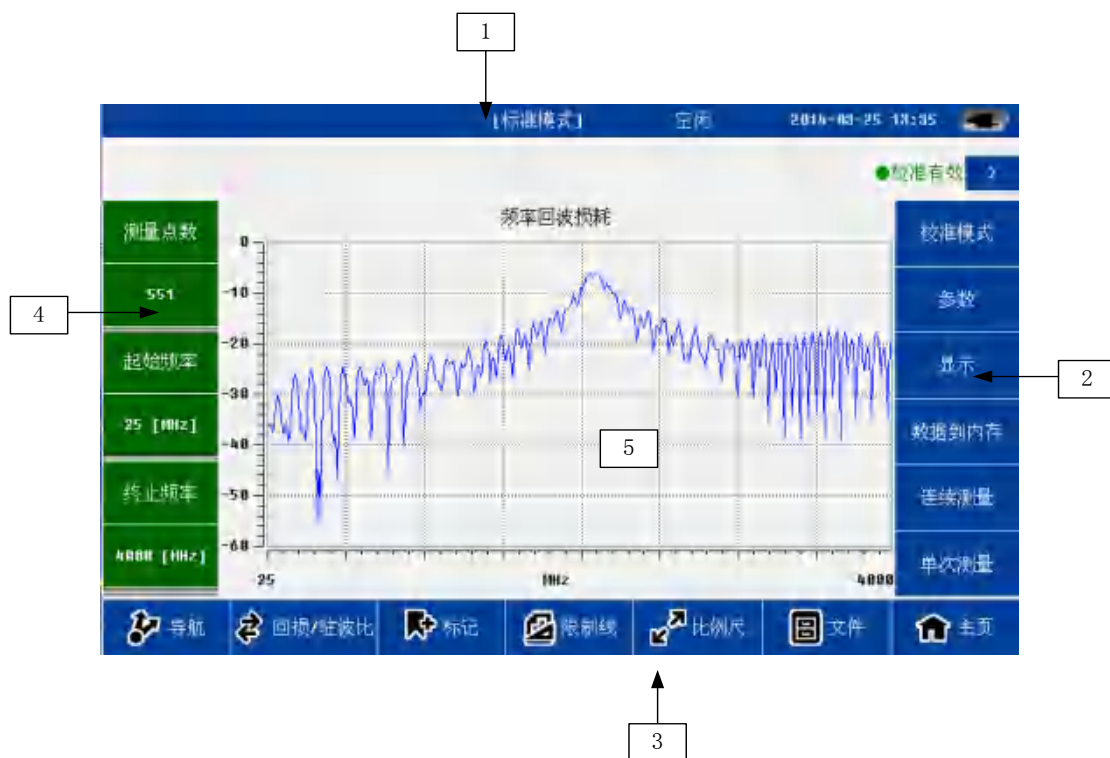 1
[标准模式] 空闲 2014-03-25 13:35
校准有效 2
测量点数
551
起始频率
25 [MHz]
终止频率
4000 [MHz]
4
频率回波损耗
0
-10
-20
-30
-40
-50
-60
25 MHz 4000
5
校准模式
参数
显示
数据到内存
连续测量
单次测量
2
导航 回损/驻波比 标记 限制线 比例尺 文件 主页
3